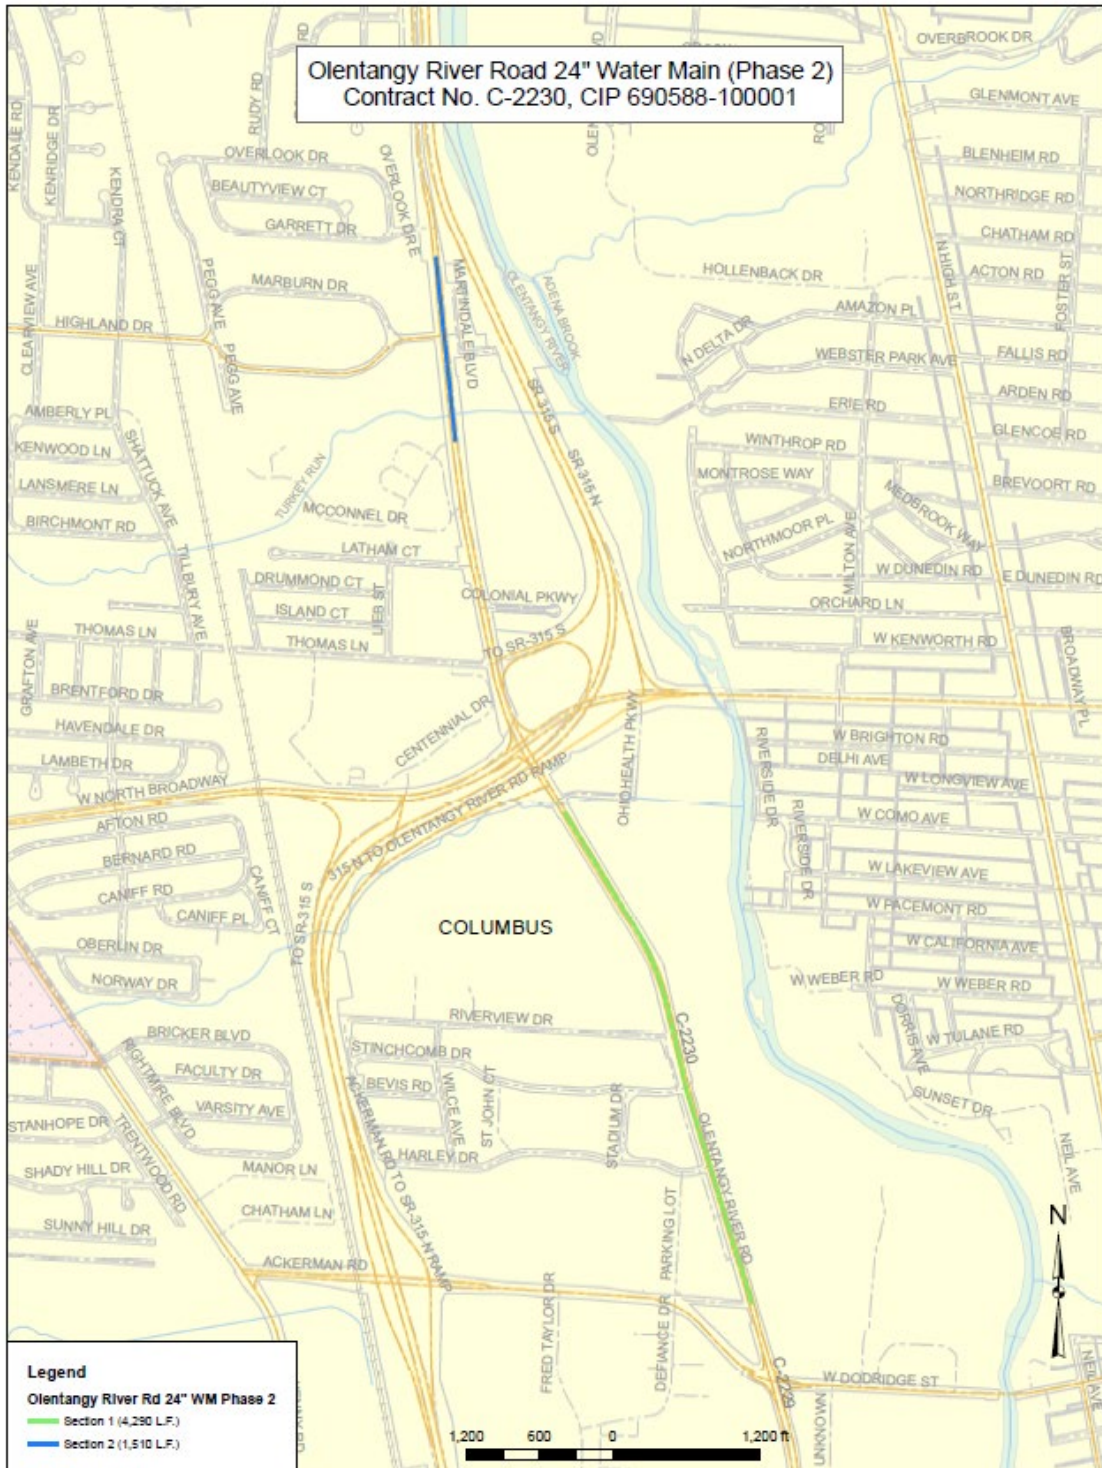 Olentangy River Road 24" Water Main (Phase 2)
Contract No. C-2230, CIP 690588-100001
OVERBROOK DR
GLENMONT AVE
BLENHEIM RD
NORTHRIDGE RD
CHATHAM RD
ACTON RD
FOSTER ST
N HIGH ST
KENDALE RD
KENRIDGE DR
KENDRA CT
RUDY RD
RD
OVERLOOK DR
BEAUTYVIEW CT
GARRETT DR
OVERLOOK DR E
PEGG AVE
MARBURN DR
HIGHLAND DR
CLEARVIEW AVE
PEGG AVE
MARTINDALE BLVD
OLENTANGY RIVER
ADENA BROOK
HOLLENBACK DR
AMAZON PL
N DELTA DR
WEBSTER PARK AVE
FALLIS RD
ARDEN RD
ERIE RD
GLENCOE RD
SR 315 S
SR 315 N
AMBERLY PL
KENWOOD LN
LANSMERE LN
BIRCHMONT RD
SHATTUCK AVE
TILLBURY AVE
TURKEY RUN
MCCONNEL DR
LATHAM CT
DRUMMOND CT
ISLAND CT
LIEB ST
THOMAS LN
THOMAS LN
COLONIAL PKWY
TO SR-315 S
WINTHROP RD
MONTROSE WAY
NORTHMOOR PL
MILTON AVE
MEDBROOK WAY
BREVOORT RD
W DUNEDIN RD
E DUNEDIN RD
ORCHARD LN
W KENWORTH RD
BROADWAY PL
GRAFTON AVE
BRENTFORD DR
HAVENDALE DR
LAMBETH DR
CENTENNIAL DR
W NORTH BROADWAY
315 N TO OLENTANGY RIVER RD RAMP
OHIOHEALTH PKWY
RIVERSIDE DR
RIVERSIDE DR
W BRIGHTON RD
DELHI AVE
W LONGVIEW AVE
W COMO AVE
W LAKEVIEW AVE
W PACEMONT RD
W CALIFORNIA AVE
W WEBER RD
W WEBER RD
DORRIS AVE
W TULANE RD
SUNSET DR
NEIL AVE
AFTON RD
BERNARD RD
CANIFF RD
CANIFF PL
CANIFF CT
OBERLIN DR
NORWAY DR
TO SR-315 S
COLUMBUS
RIVERVIEW DR
STINCHCOMB DR
BEVIS RD
WILCE AVE
ST JOHN CT
STADIUM DR
HARLEY DR
C-2230
OLENTANGY RIVER RD
BRICKER BLVD
FACULTY DR
VARSITY AVE
RIGHTMIRE BLVD
STANHOPE DR
SHADY HILL DR
SUNNY HILL DR
TRENTWOOD RD
MANOR LN
CHATHAM LN
ACKERMAN RD TO SR-315 N RAMP
ACKERMAN RD
PARKING LOT
DEFIANCE DR
FRED TAYLOR DR
C-2229
W DODRIDGE ST
UNKNOWN
NEIL AVE
N
Legend
Olentangy River Rd 24" WM Phase 2
Section 1 (4,290 L.F.)
Section 2 (1,510 L.F.)
1,200 600 0 1,200 ft